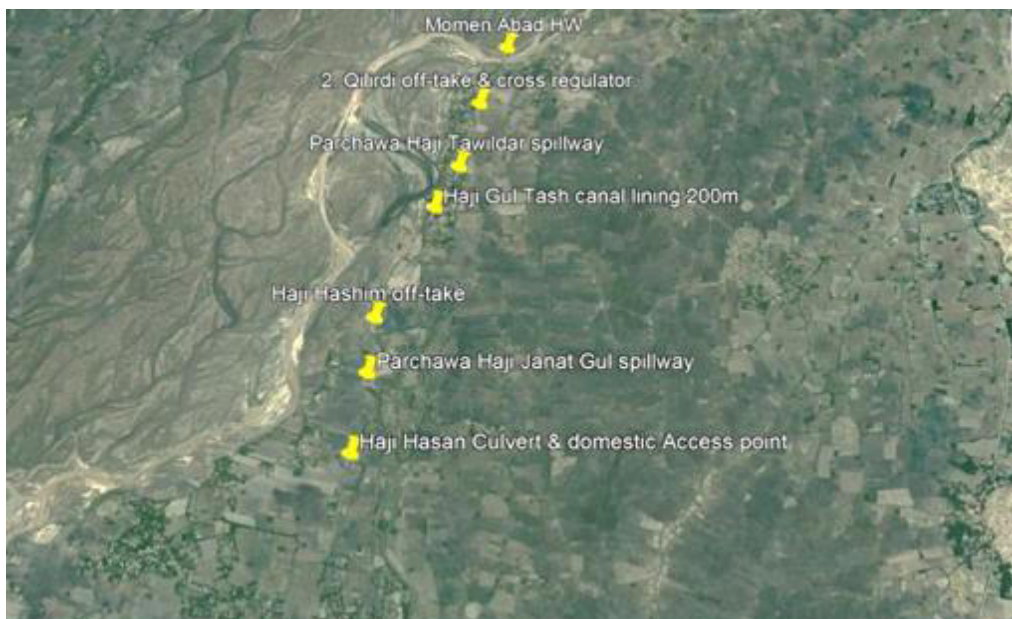 Momen Abad HW
2. Qilirdi off-take & cross regulator
Parchawa Haji Tawildar spillway
Haji Gul Tash canal lining 200m
Haji Hashim off-take
Parchawa Haji Janat Gul spillway
Haji Hasan Culvert & domestic Access point